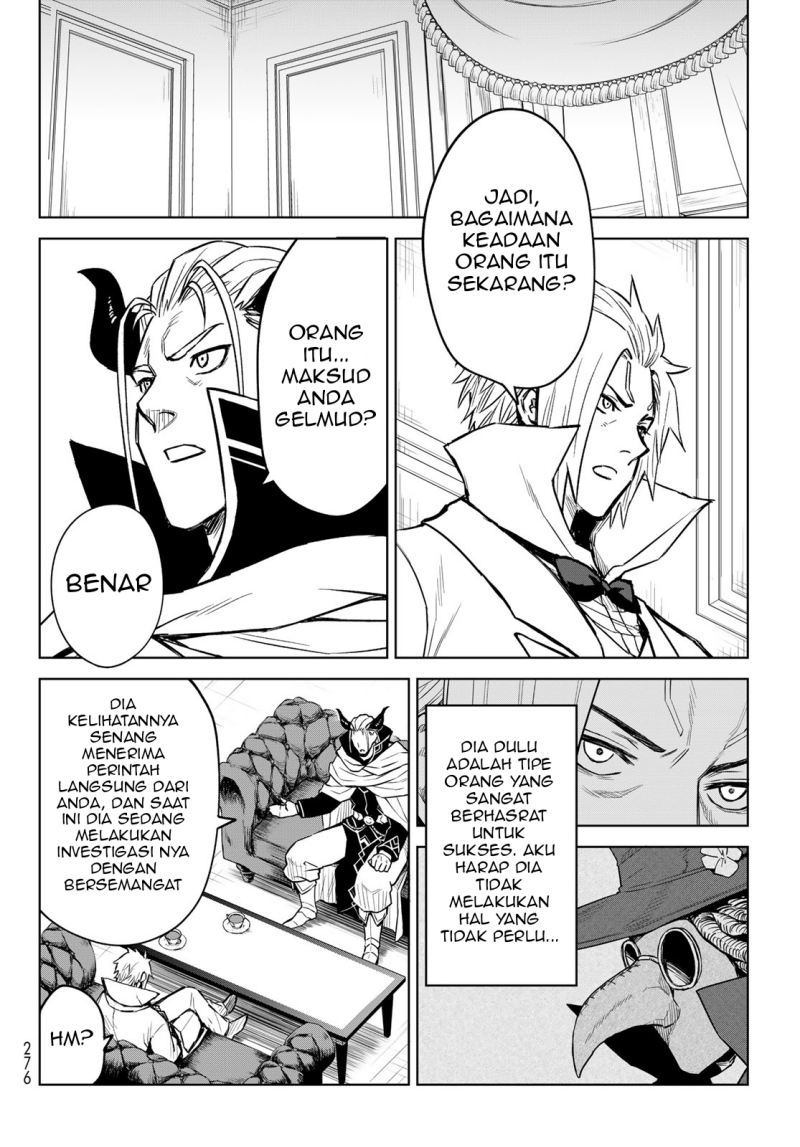 JADI,
BAGAIMANA
KEADAAN
ORANG ITU
SEKARANG?
ORANG
ITU...
MAKSUD
ANDA
GELMUD?
BENAR
DIA DULU
ADALAH TIPE
ORANG YANG
SANGAT
BERHASRAT
UNTUK
SUKSES. AKU
HARAP DIA
TIDAK
MELAKUKAN
HAL YANG
TIDAK PERLU...
DIA
KELIHATANNYA
SENANG
MENERIMA
PERINTAH
LANGSUNG DARI
ANDA, DAN SAAT
INI DIA SEDANG
MELAKUKAN
INVESTIGASI NYA
DENGAN
BERSEMANGAT
HM?
276